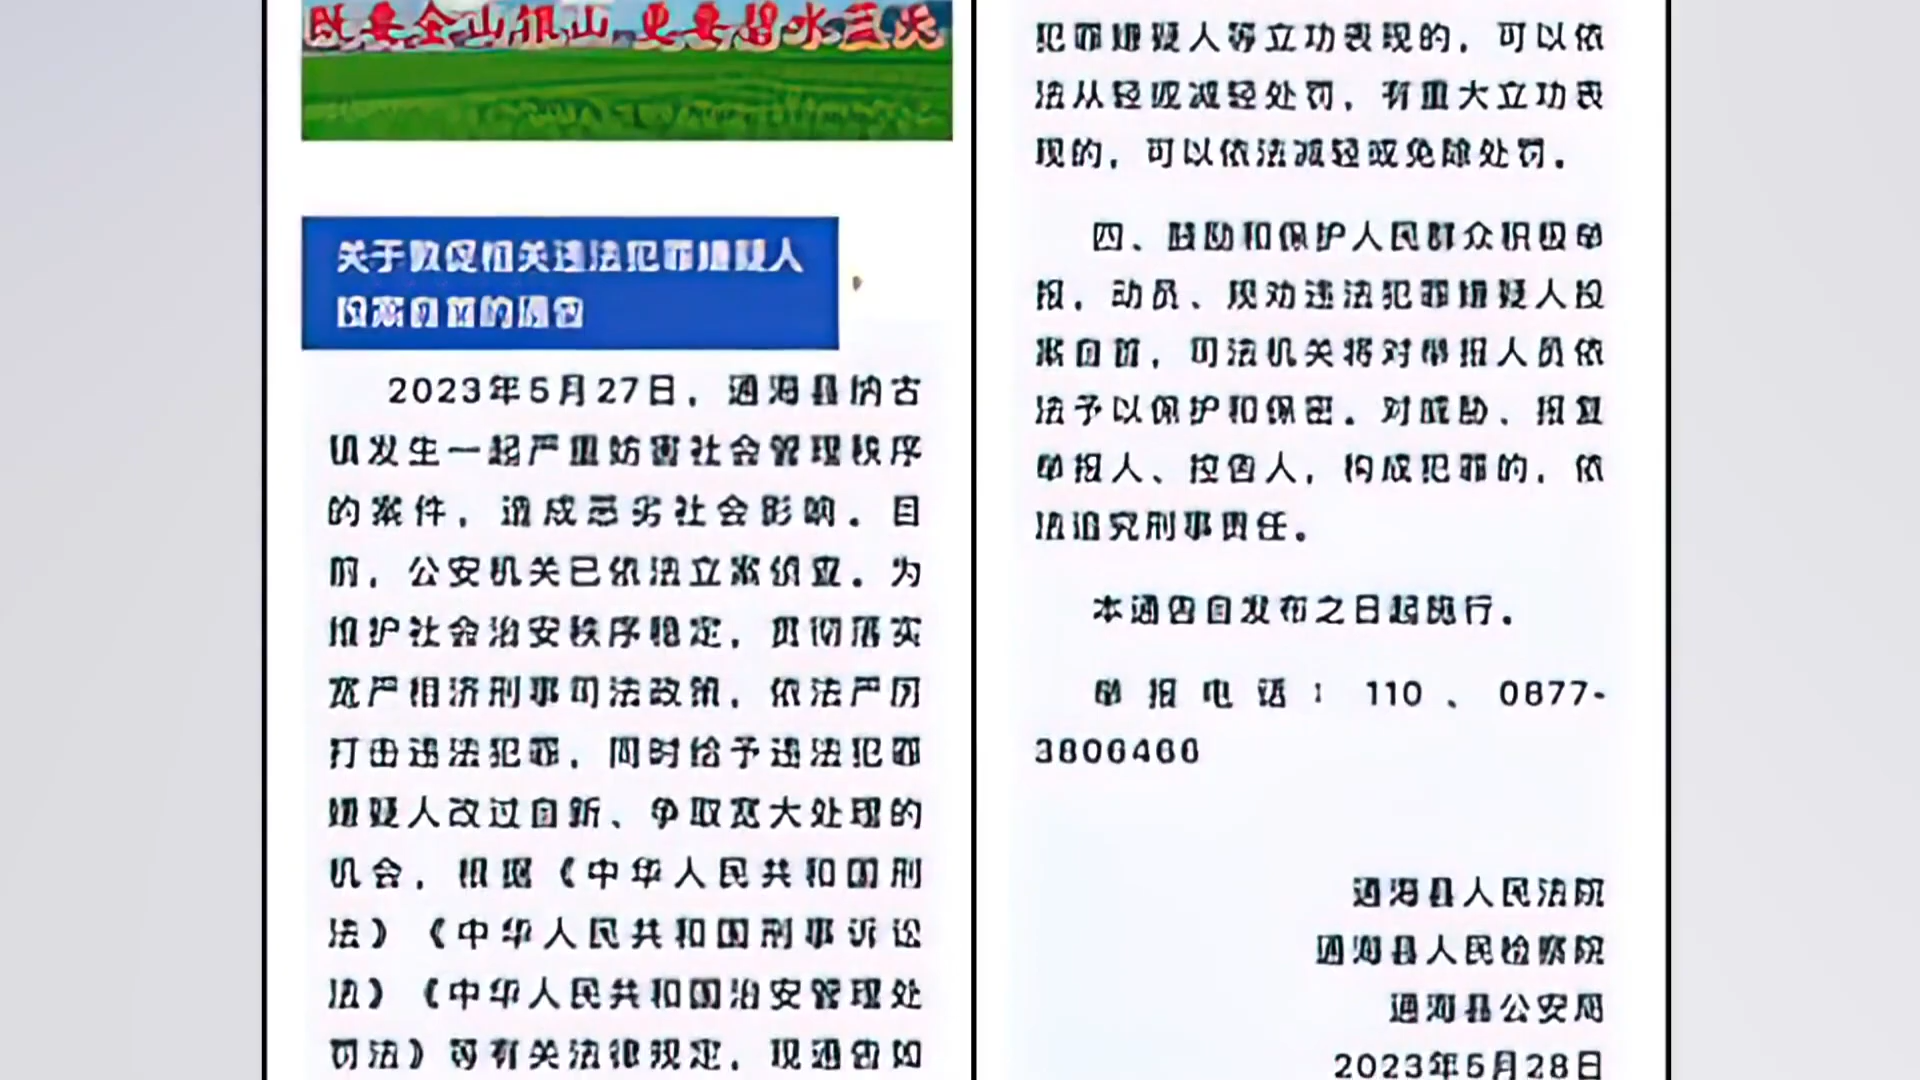 既要金山银山 更要绿水蓝天
关于敦促相关违法犯罪嫌疑人
投案自首的通告
2023年5月27日，通海县纳古
镇发生一起严重妨害社会管理秩序
的案件，造成恶劣社会影响。目
前，公安机关已依法立案侦查。为
维护社会治安秩序稳定，贯彻落实
宽严相济刑事司法政策，依法严厉
打击违法犯罪，同时给予违法犯罪
嫌疑人改过自新、争取宽大处理的
机会，根据《中华人民共和国刑
法》《中华人民共和国刑事诉讼
法》《中华人民共和国治安管理处
罚法》等有关法律规定，现通告如
犯罪嫌疑人等立功表现的，可以依
法从轻或减轻处罚，有重大立功表
现的，可以依法减轻或免除处罚。
四、鼓励和保护人民群众积极举
报，动员、规劝违法犯罪嫌疑人投
案自首，司法机关将对举报人员依
法予以保护和保密。对威胁、报复
举报人、控告人，构成犯罪的，依
法追究刑事责任。
本通告自发布之日起施行。
举报电话：110、0877-
3806466
通海县人民法院
通海县人民检察院
通海县公安局
2023年5月28日